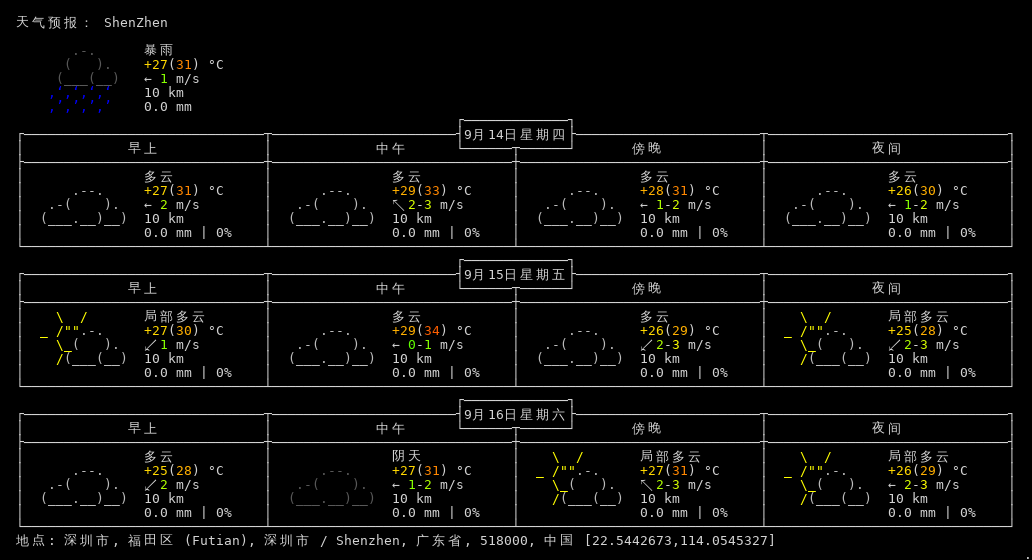 天气预报： ShenZhen
暴雨
+27(31) °C
← 1 m/s
10 km
0.0 mm
9月14日星期四
早上 中午 傍晚 夜间
多云 多云 多云 多云
+27(31) °C +29(33) °C +28(31) °C +26(30) °C
← 2 m/s ↖ 2-3 m/s ← 1-2 m/s ← 1-2 m/s
10 km 10 km 10 km 10 km
0.0 mm | 0% 0.0 mm | 0% 0.0 mm | 0% 0.0 mm | 0%
9月15日星期五
早上 中午 傍晚 夜间
局部多云 多云 多云 局部多云
+27(30) °C +29(34) °C +26(29) °C +25(28) °C
↙ 1 m/s ← 0-1 m/s ↙ 2-3 m/s ↙ 2-3 m/s
10 km 10 km 10 km 10 km
0.0 mm | 0% 0.0 mm | 0% 0.0 mm | 0% 0.0 mm | 0%
9月16日星期六
早上 中午 傍晚 夜间
多云 阴天 局部多云 局部多云
+25(28) °C +27(31) °C +27(31) °C +26(29) °C
↙ 2 m/s ← 1-2 m/s ↖ 2-3 m/s ← 2-3 m/s
10 km 10 km 10 km 10 km
0.0 mm | 0% 0.0 mm | 0% 0.0 mm | 0% 0.0 mm | 0%
地点: 深圳市, 福田区 (Futian), 深圳市 / Shenzhen, 广东省, 518000, 中国 [22.5442673,114.0545327]